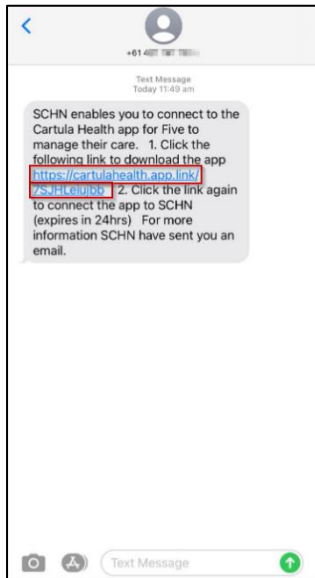 +61 4
Text Message
Today 11:49 am
SCHN enables you to connect to the
Cartula Health app for Five to
manage their care.   1. Click the
following link to download the app
https://cartulahealth.app.link/
2. Click the link again
to connect the app to SCHN
(expires in 24hrs)   For more
information SCHN have sent you an
email.
Text Message